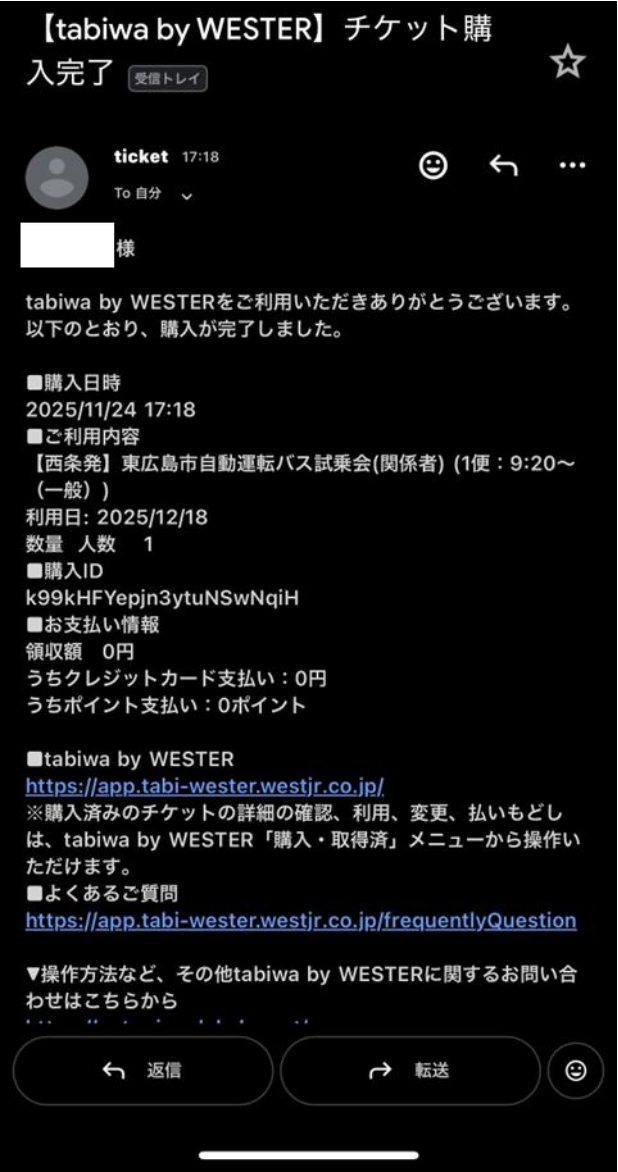 【tabiwa by WESTER】チケット購
入完了 受信トレイ
ticket 17:18
To 自分
様
tabiwa by WESTERをご利用いただきありがとうございます。
以下のとおり、購入が完了しました。
■購入日時
2025/11/24 17:18
■ご利用内容
【西条発】東広島市自動運転バス試乗会(関係者) (1便：9:20～
（一般）)
利用日: 2025/12/18
数量 人数 1
■購入ID
k99kHFYepjn3ytuNSwNqiH
■お支払い情報
領収額 0円
うちクレジットカード支払い：0円
うちポイント支払い：0ポイント
■tabiwa by WESTER
https://app.tabi-wester.westjr.co.jp/
※購入済みのチケットの詳細の確認、利用、変更、払いもどし
は、tabiwa by WESTER「購入・取得済」メニューから操作い
ただけます。
■よくあるご質問
https://app.tabi-wester.westjr.co.jp/frequentlyQuestion
▼操作方法など、その他tabiwa by WESTERに関するお問い合
わせはこちらから
返信
転送